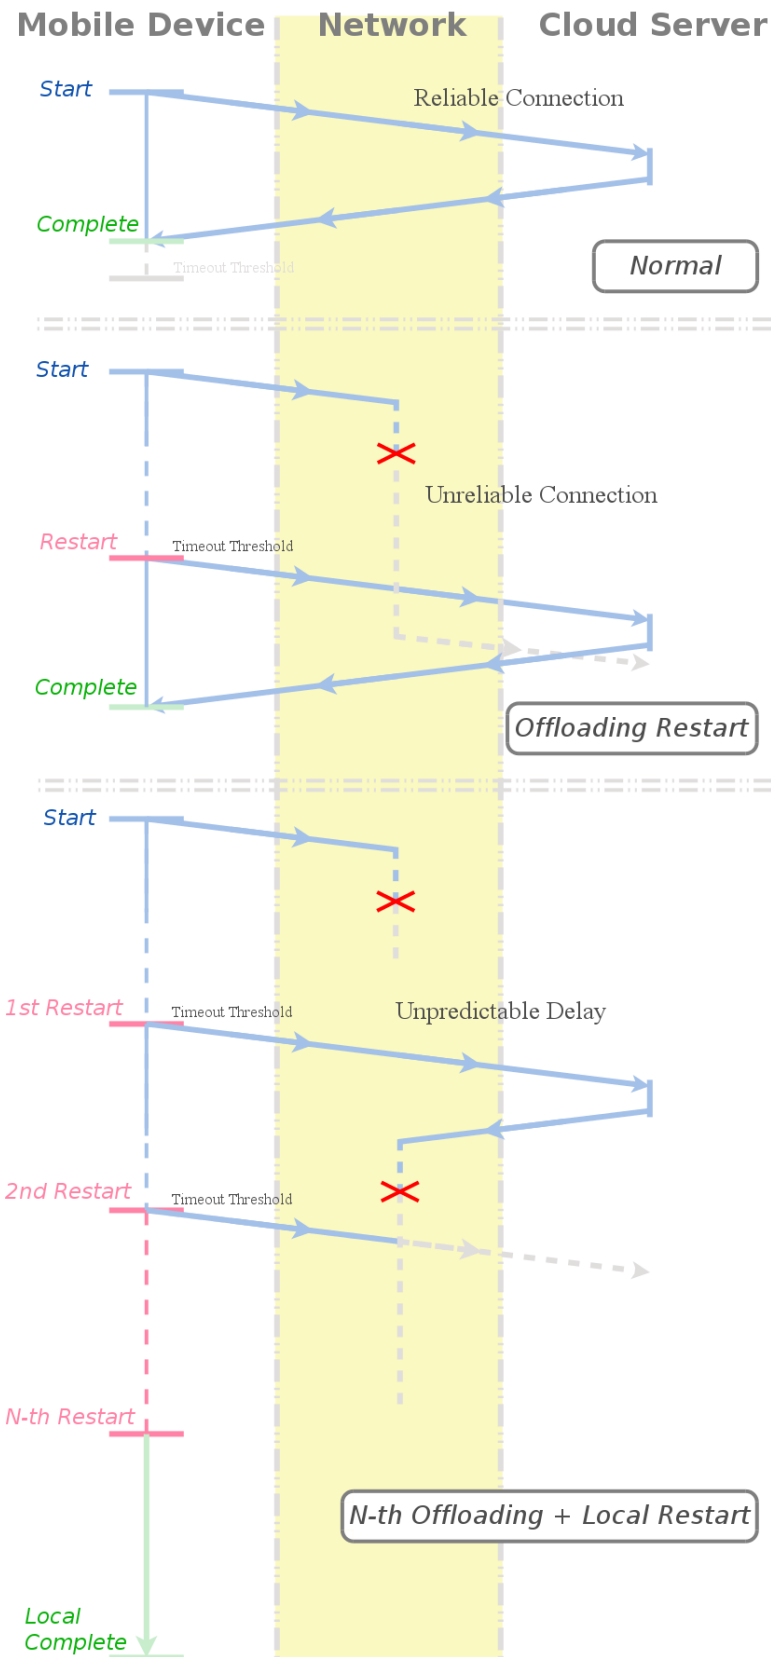 Mobile Device Network Cloud Server
Start
Reliable Connection
Complete
Timeout Threshold
Normal
Start
Unreliable Connection
Restart
Timeout Threshold
Complete
Offloading Restart
Start
1st Restart
Timeout Threshold
Unpredictable Delay
2nd Restart
Timeout Threshold
N-th Restart
N-th Offloading + Local Restart
Local
Complete